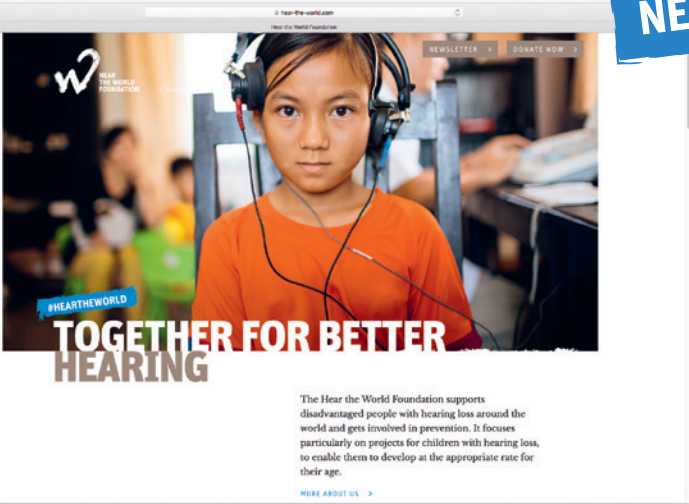 hear-the-world.com
Hear the World Foundation
NE
NEWSLETTER >
DONATE NOW >
HEAR
THE WORLD
FOUNDATION
#HEARTHEWORLD
TOGETHER FOR BETTER
HEARING
The Hear the World Foundation supports
disadvantaged people with hearing loss around the
world and gets involved in prevention. It focuses
particularly on projects for children with hearing loss,
to enable them to develop at the appropriate rate for
their age.
MORE ABOUT US >